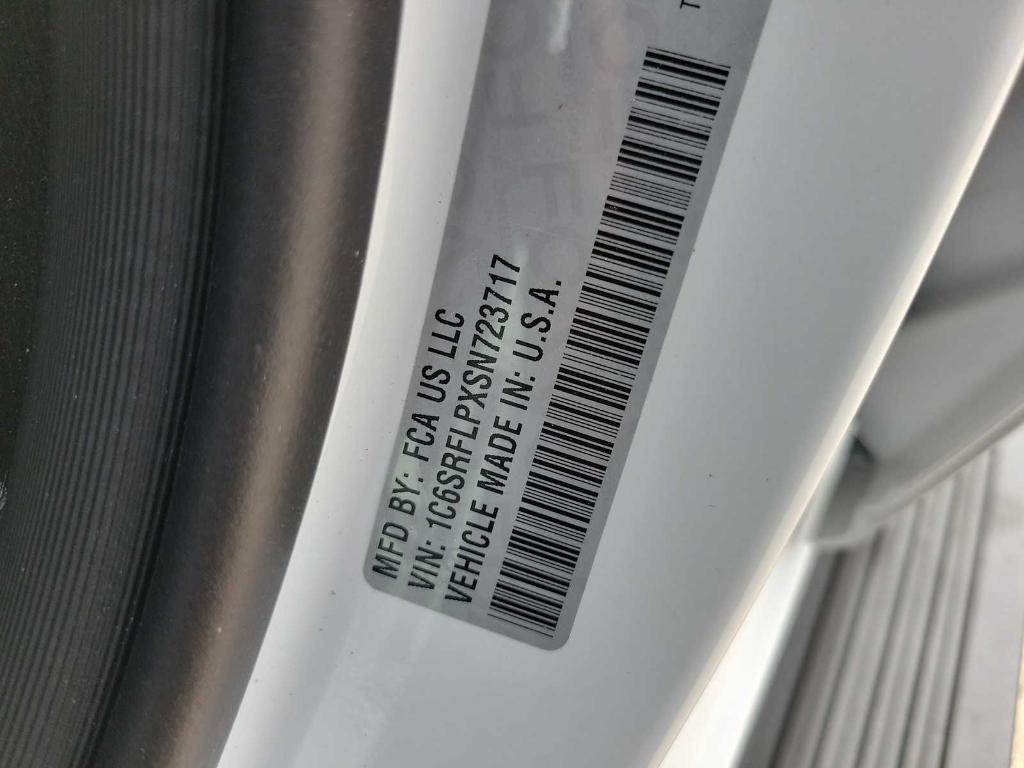 MFD BY: FCA US LLC
VIN: 1C6SRFLPXSN723717
VEHICLE MADE IN: U.S.A.
T